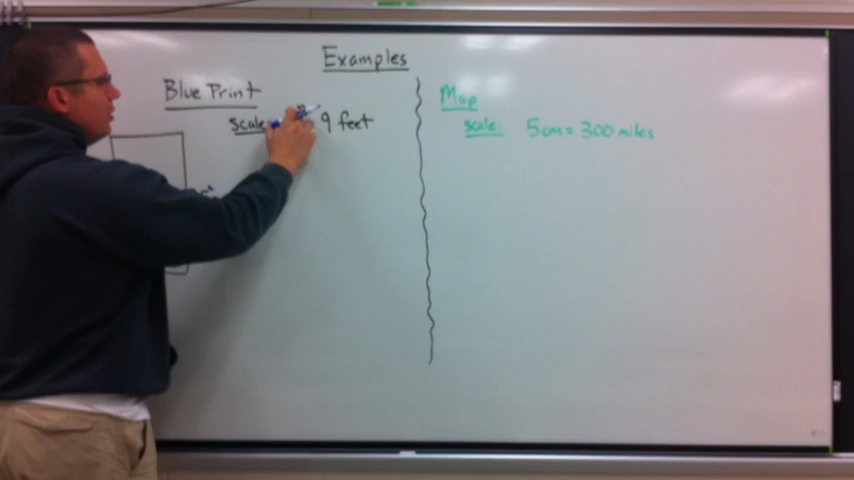 Examples
Blue Print
scale: 9 feet
Map
scale: 5cm = 300 miles